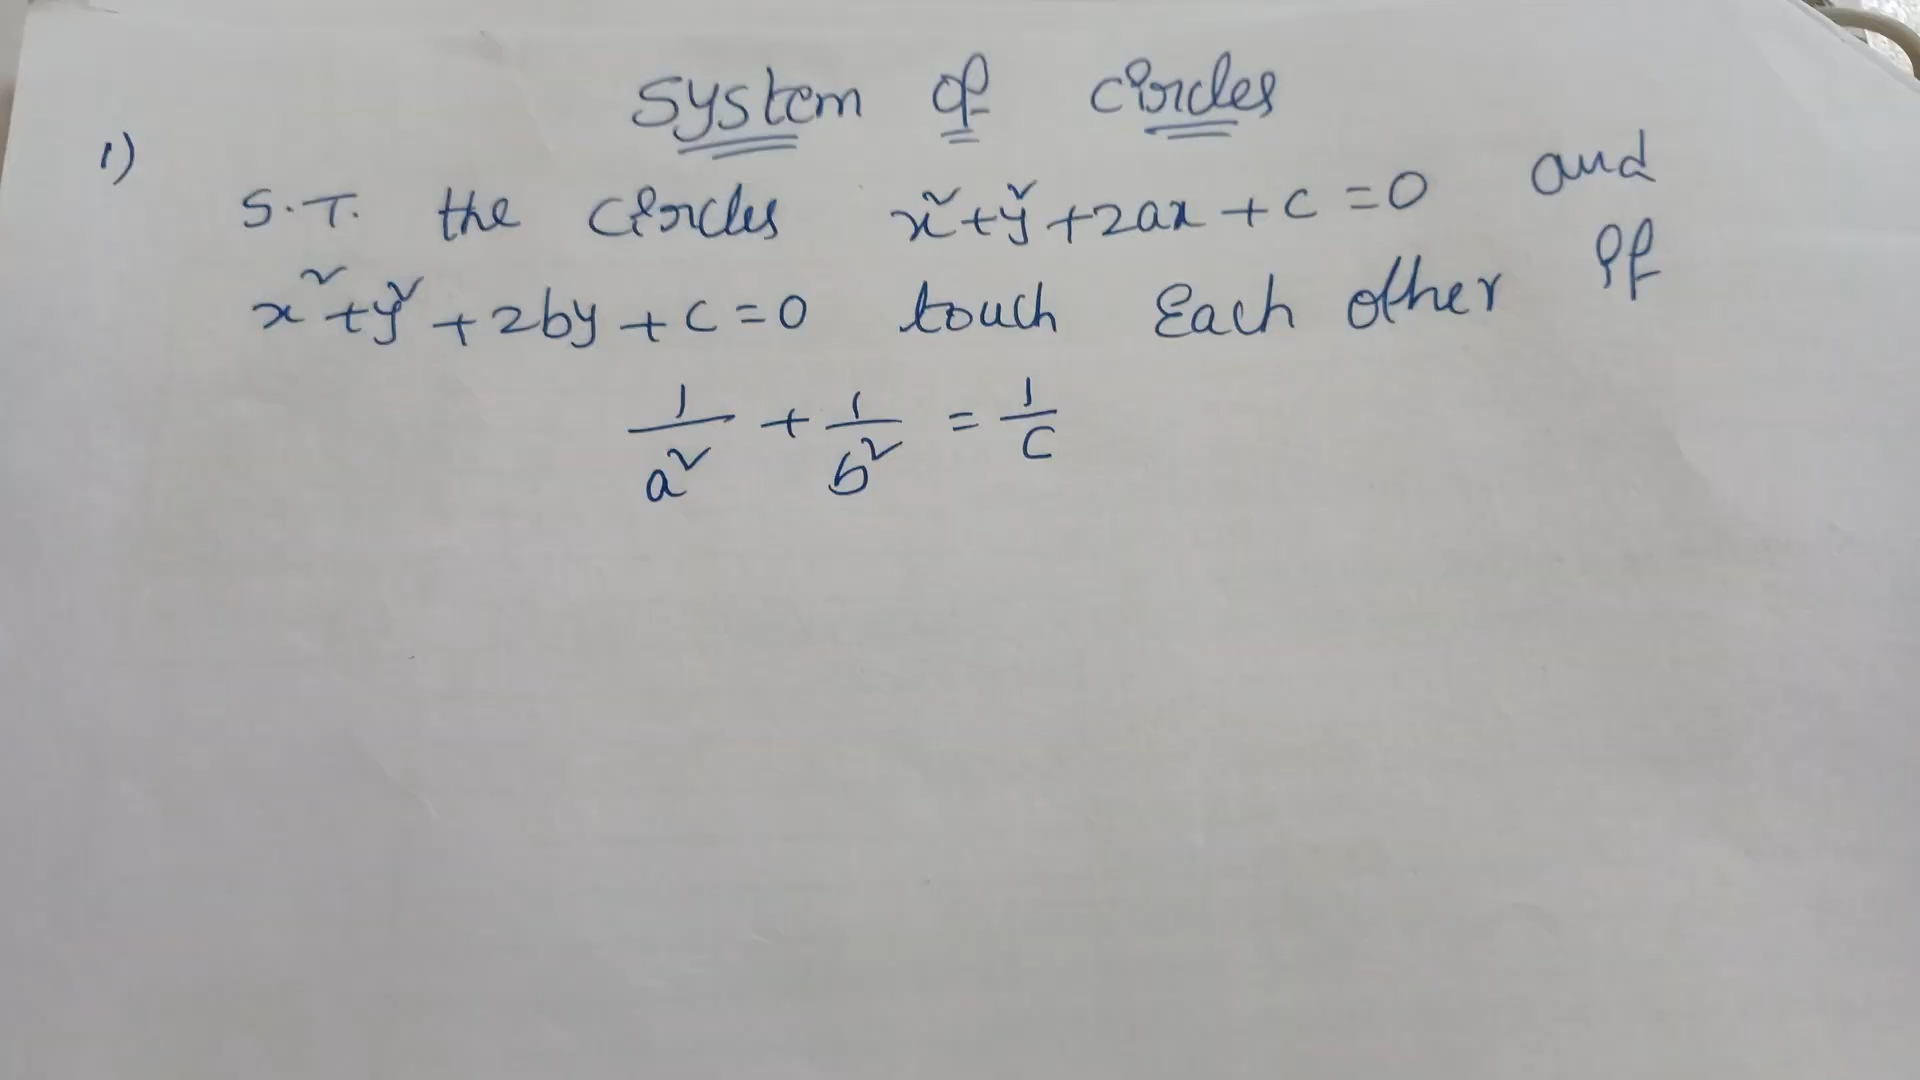 System of circles
1)
S.T. the circles x²+y²+2ax+c=0 and
x²+y²+2by+c=0 touch Each other if
1/a² + 1/b² = 1/c